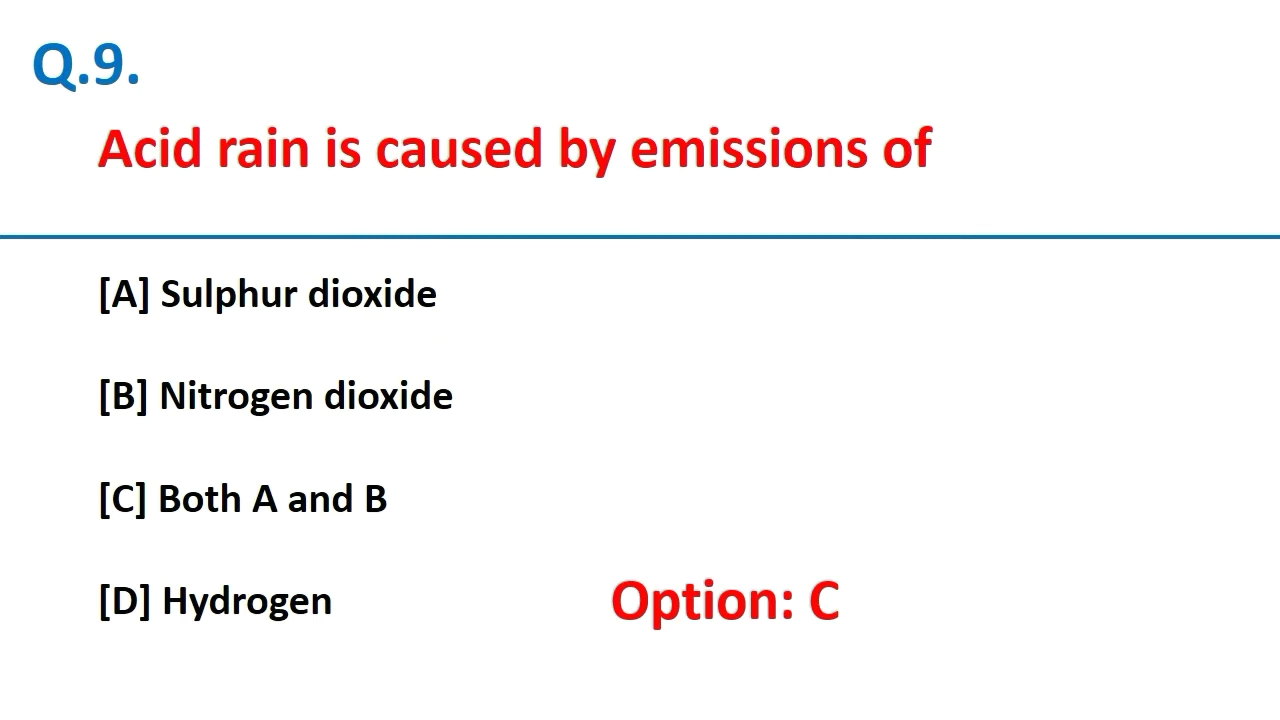 Q.9.
Acid rain is caused by emissions of
[A] Sulphur dioxide
[B] Nitrogen dioxide
[C] Both A and B
[D] Hydrogen
Option: C